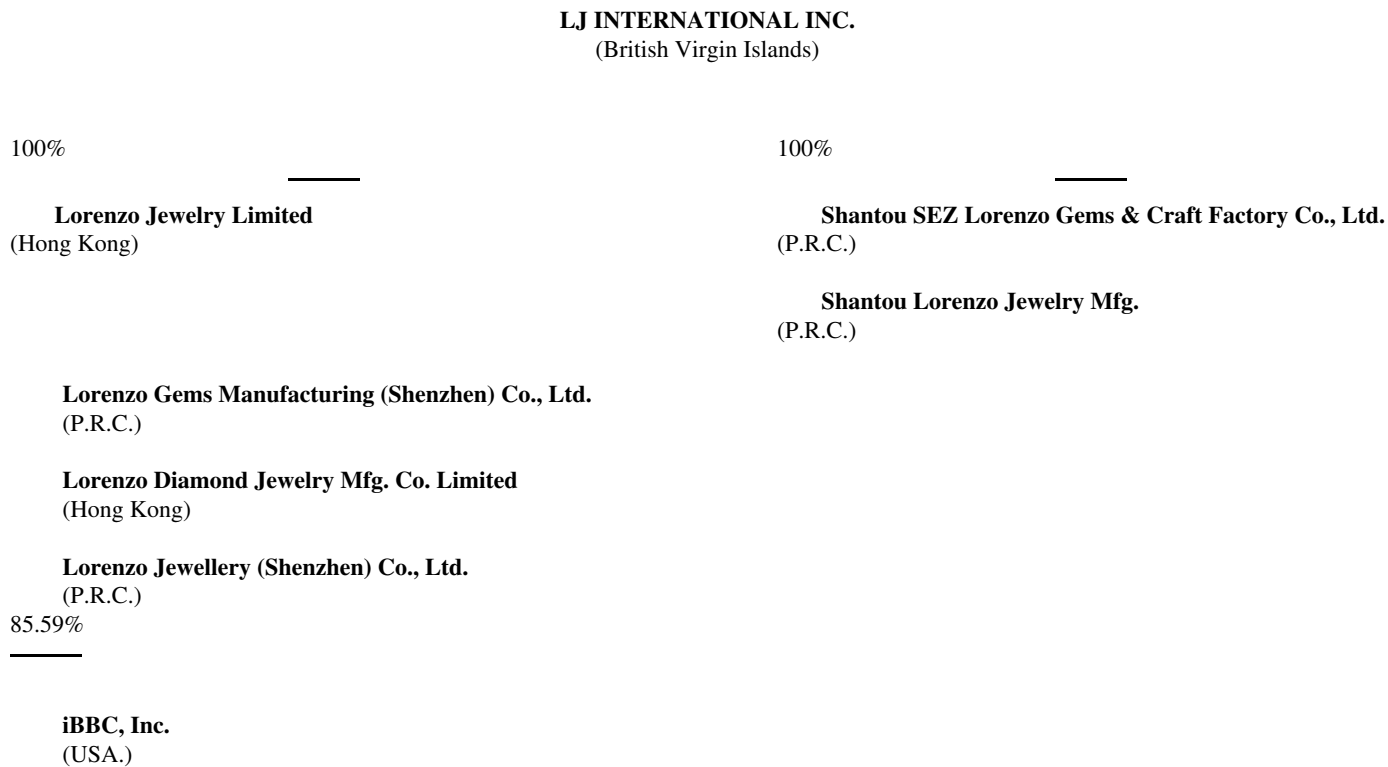 LJ INTERNATIONAL INC.
(British Virgin Islands)
100%
100%
Lorenzo Jewelry Limited
(Hong Kong)
Shantou SEZ Lorenzo Gems & Craft Factory Co., Ltd.
(P.R.C.)
Shantou Lorenzo Jewelry Mfg.
(P.R.C.)
Lorenzo Gems Manufacturing (Shenzhen) Co., Ltd.
(P.R.C.)
Lorenzo Diamond Jewelry Mfg. Co. Limited
(Hong Kong)
Lorenzo Jewellery (Shenzhen) Co., Ltd.
(P.R.C.)
85.59%
iBBC, Inc.
(USA.)